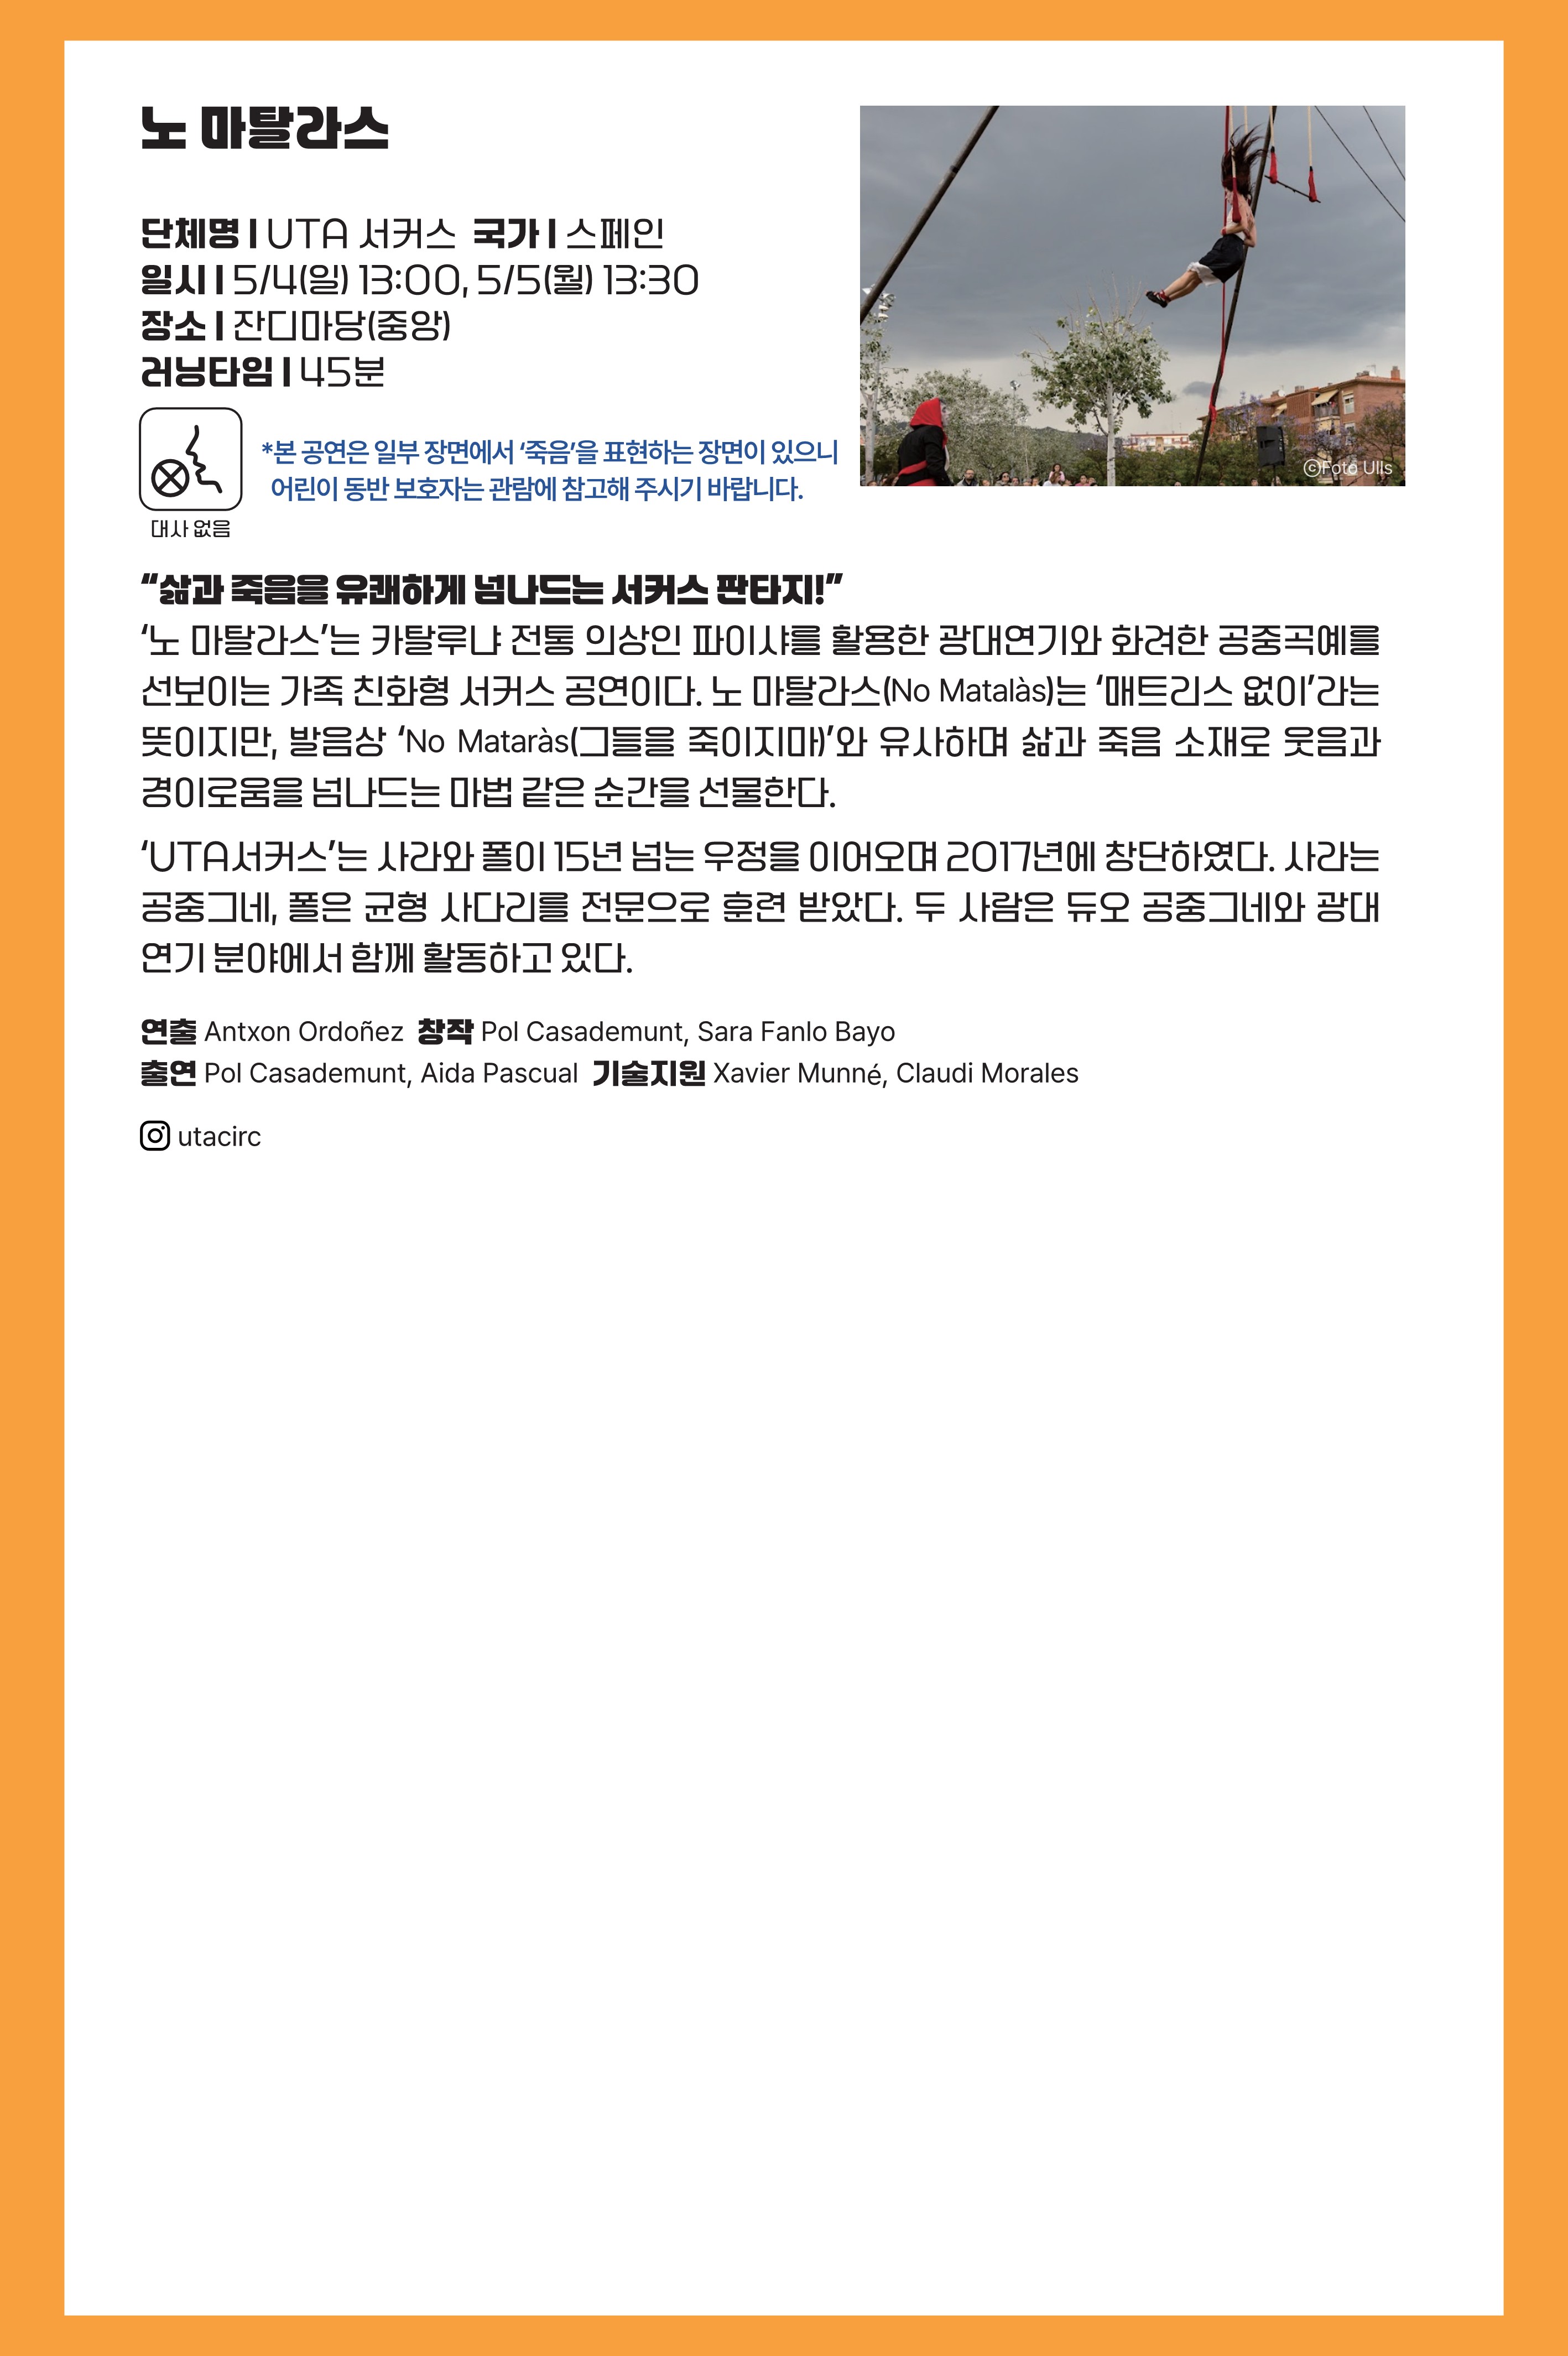 노 마탈라스
단체명 | UTA 서커스 국가 | 스페인
일시 | 5/4(일) 13:00, 5/5(월) 13:30
장소 | 잔디마당(중앙)
러닝타임 | 45분
*본 공연은 일부 장면에서 ‘죽음’을 표현하는 장면이 있으니
어린이 동반 보호자는 관람에 참고해 주시기 바랍니다.
대사 없음
ⓒFoto Ulls
“삶과 죽음을 유쾌하게 넘나드는 서커스 판타지!”
‘노 마탈라스’는 카탈루냐 전통 의상인 파이샤를 활용한 광대연기와 화려한 공중곡예를
선보이는 가족 친화형 서커스 공연이다. 노 마탈라스(No Matalàs)는 ‘매트리스 없이’라는
뜻이지만, 발음상 ‘No Mataràs(그들을 죽이지마)’와 유사하며 삶과 죽음 소재로 웃음과
경이로움을 넘나드는 마법 같은 순간을 선물한다.
‘UTA서커스’는 사라와 폴이 15년 넘는 우정을 이어오며 2017년에 창단하였다. 사라는
공중그네, 폴은 균형 사다리를 전문으로 훈련 받았다. 두 사람은 듀오 공중그네와 광대
연기 분야에서 함께 활동하고 있다.
연출 Antxon Ordoñez 창작 Pol Casademunt, Sara Fanlo Bayo
출연 Pol Casademunt, Aida Pascual 기술지원 Xavier Munné, Claudi Morales
utacirc